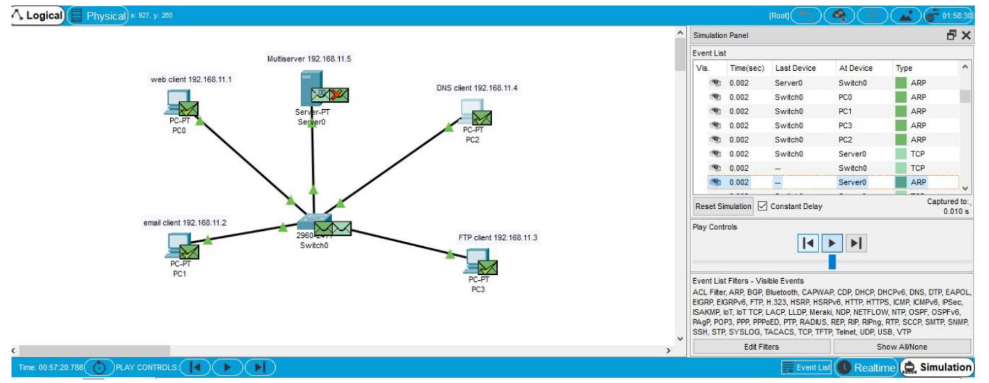 Logical Physical x: 927, y: 260 [Root] 01:58:30
Multiserver 192.168.11.5
web client 192.168.11.1
DNS client 192.168.11.4
Server-PT
Server0
PC-PT
PC0
PC-PT
PC2
email client 192.168.11.2
FTP client 192.168.11.3
Switch0
PC-PT
PC1
PC-PT
PC3
Simulation Panel
Event List
Vis. Time(sec) Last Device At Device Type
0.002 Server0 Switch0 ARP
0.002 Switch0 PC0 ARP
0.002 Switch0 PC1 ARP
0.002 Switch0 PC3 ARP
0.002 Switch0 PC2 ARP
0.002 Switch0 Server0 TCP
0.002 -- Switch0 TCP
0.002 -- Server0 ARP
Reset Simulation Constant Delay Captured to:
0.010 s
Play Controls
Event List Filters - Visible Events
ACL Filter, ARP, BGP, Bluetooth, CAPWAP, CDP, DHCP, DHCPv6, DNS, DTP, EAPOL,
EIGRP, EIGRPv6, FTP, H.323, HSRP, HSRPv6, HTTP, HTTPS, ICMP, ICMPv6, IPSec,
ISAKMP, IoT, IoT TCP, LACP, LLDP, Meraki, NDP, NETFLOW, NTP, OSPF, OSPFv6,
PAgP, POP3, PPP, PPPoED, PTP, RADIUS, REP, RIP, RIPng, RTP, SCCP, SMTP, SNMP,
SSH, STP, SYSLOG, TACACS, TCP, TFTP, Telnet, UDP, USB, VTP
Edit Filters Show All/None
Time: 00:57:20.788 PLAY CONTROLS: Event List Realtime Simulation